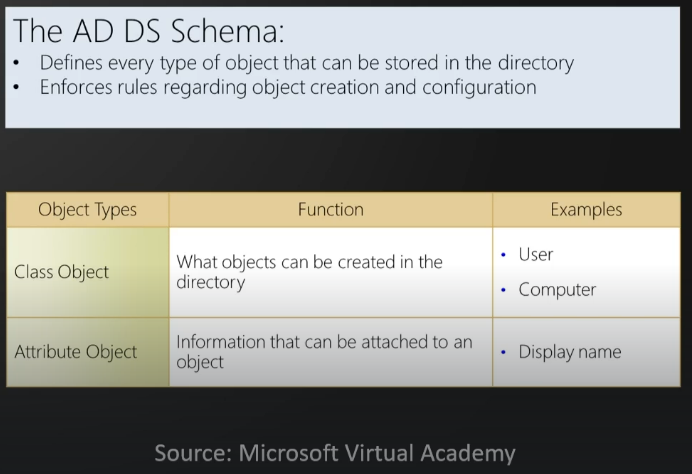 The AD DS Schema:
• Defines every type of object that can be stored in the directory
• Enforces rules regarding object creation and configuration
Object Types Function Examples
Class Object What objects can be created in the
directory
• User
• Computer
Attribute Object Information that can be attached to an
object
• Display name
Source: Microsoft Virtual Academy